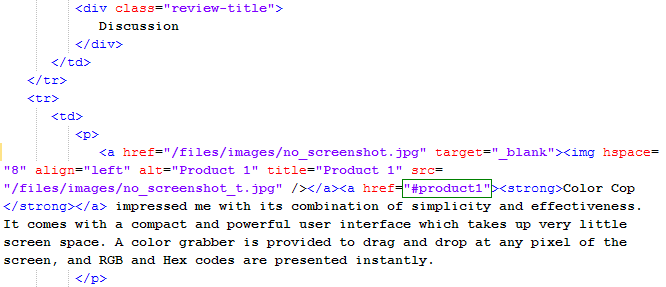 <div class="review-title">
Discussion
</div>
</td>
</tr>
<tr>
<td>
<p>
<a href="/files/images/no_screenshot.jpg" target="_blank"><img hspace=
"8" align="left" alt="Product 1" title="Product 1" src=
"/files/images/no_screenshot_t.jpg" /></a><a href="#product1"><strong>Color Cop
</strong></a> impressed me with its combination of simplicity and effectiveness.
It comes with a compact and powerful user interface which takes up very little
screen space. A color grabber is provided to drag and drop at any pixel of the
screen, and RGB and Hex codes are presented instantly.
</p>